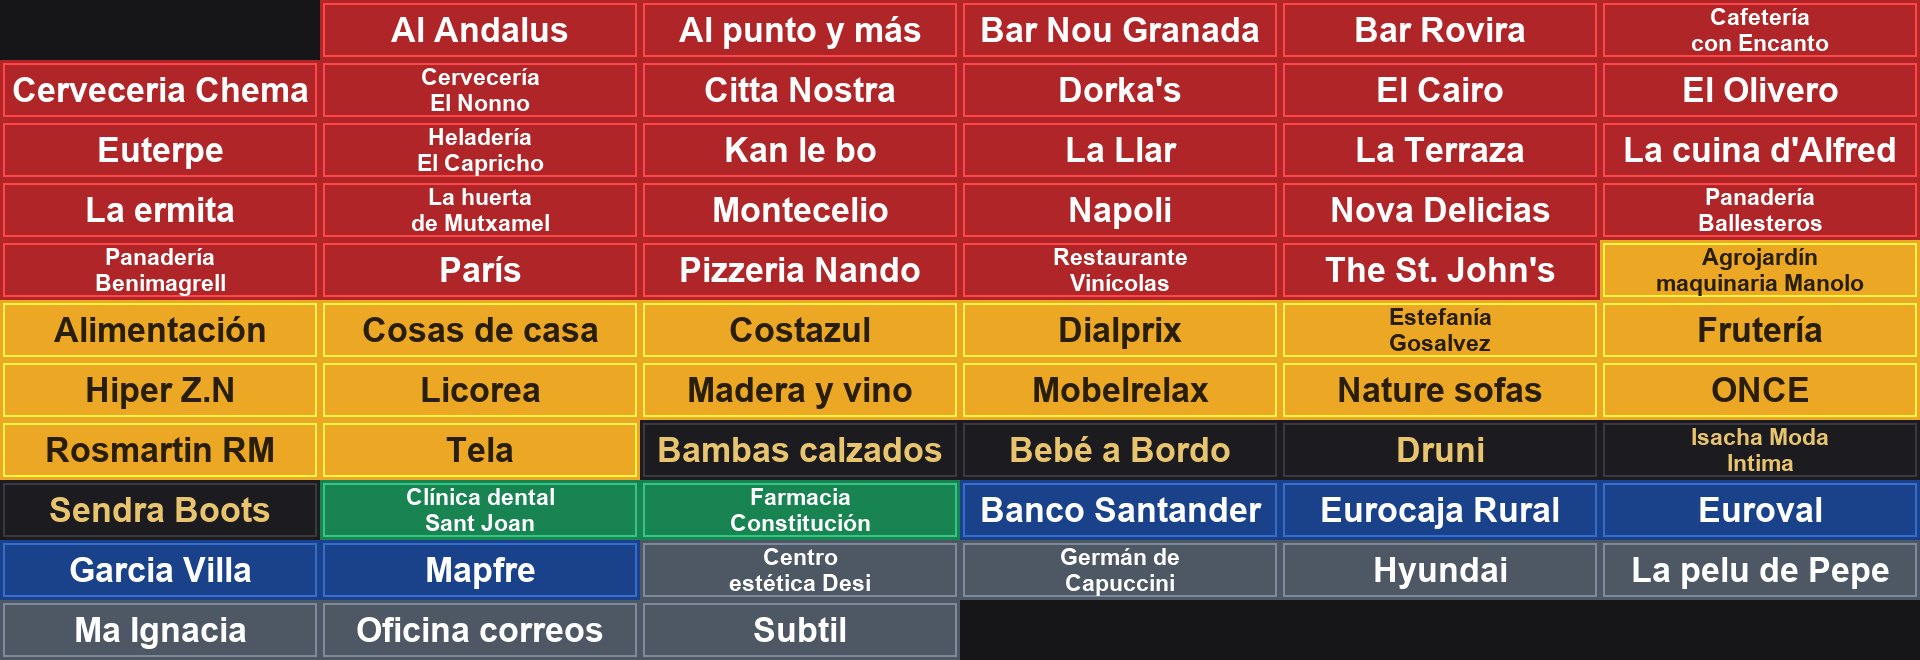 Al Andalus
Al punto y más
Bar Nou Granada
Bar Rovira
Cafetería
con Encanto
Cerveceria Chema
Cervecería
El Nonno
Citta Nostra
Dorka's
El Cairo
El Olivero
Euterpe
Heladería
El Capricho
Kan le bo
La Llar
La Terraza
La cuina d'Alfred
La ermita
La huerta
de Mutxamel
Montecelio
Napoli
Nova Delicias
Panadería
Ballesteros
Panadería
Benimagrell
París
Pizzeria Nando
Restaurante
Vinícolas
The St. John's
Agrojardín
maquinaria Manolo
Alimentación
Cosas de casa
Costazul
Dialprix
Estefanía
Gosalvez
Frutería
Hiper Z.N
Licorea
Madera y vino
Mobelrelax
Nature sofas
ONCE
Rosmartin RM
Tela
Bambas calzados
Bebé a Bordo
Druni
Isacha Moda
Intima
Sendra Boots
Clínica dental
Sant Joan
Farmacia
Constitución
Banco Santander
Eurocaja Rural
Euroval
Garcia Villa
Mapfre
Centro
estética Desi
Germán de
Capuccini
Hyundai
La pelu de Pepe
Ma Ignacia
Oficina correos
Subtil